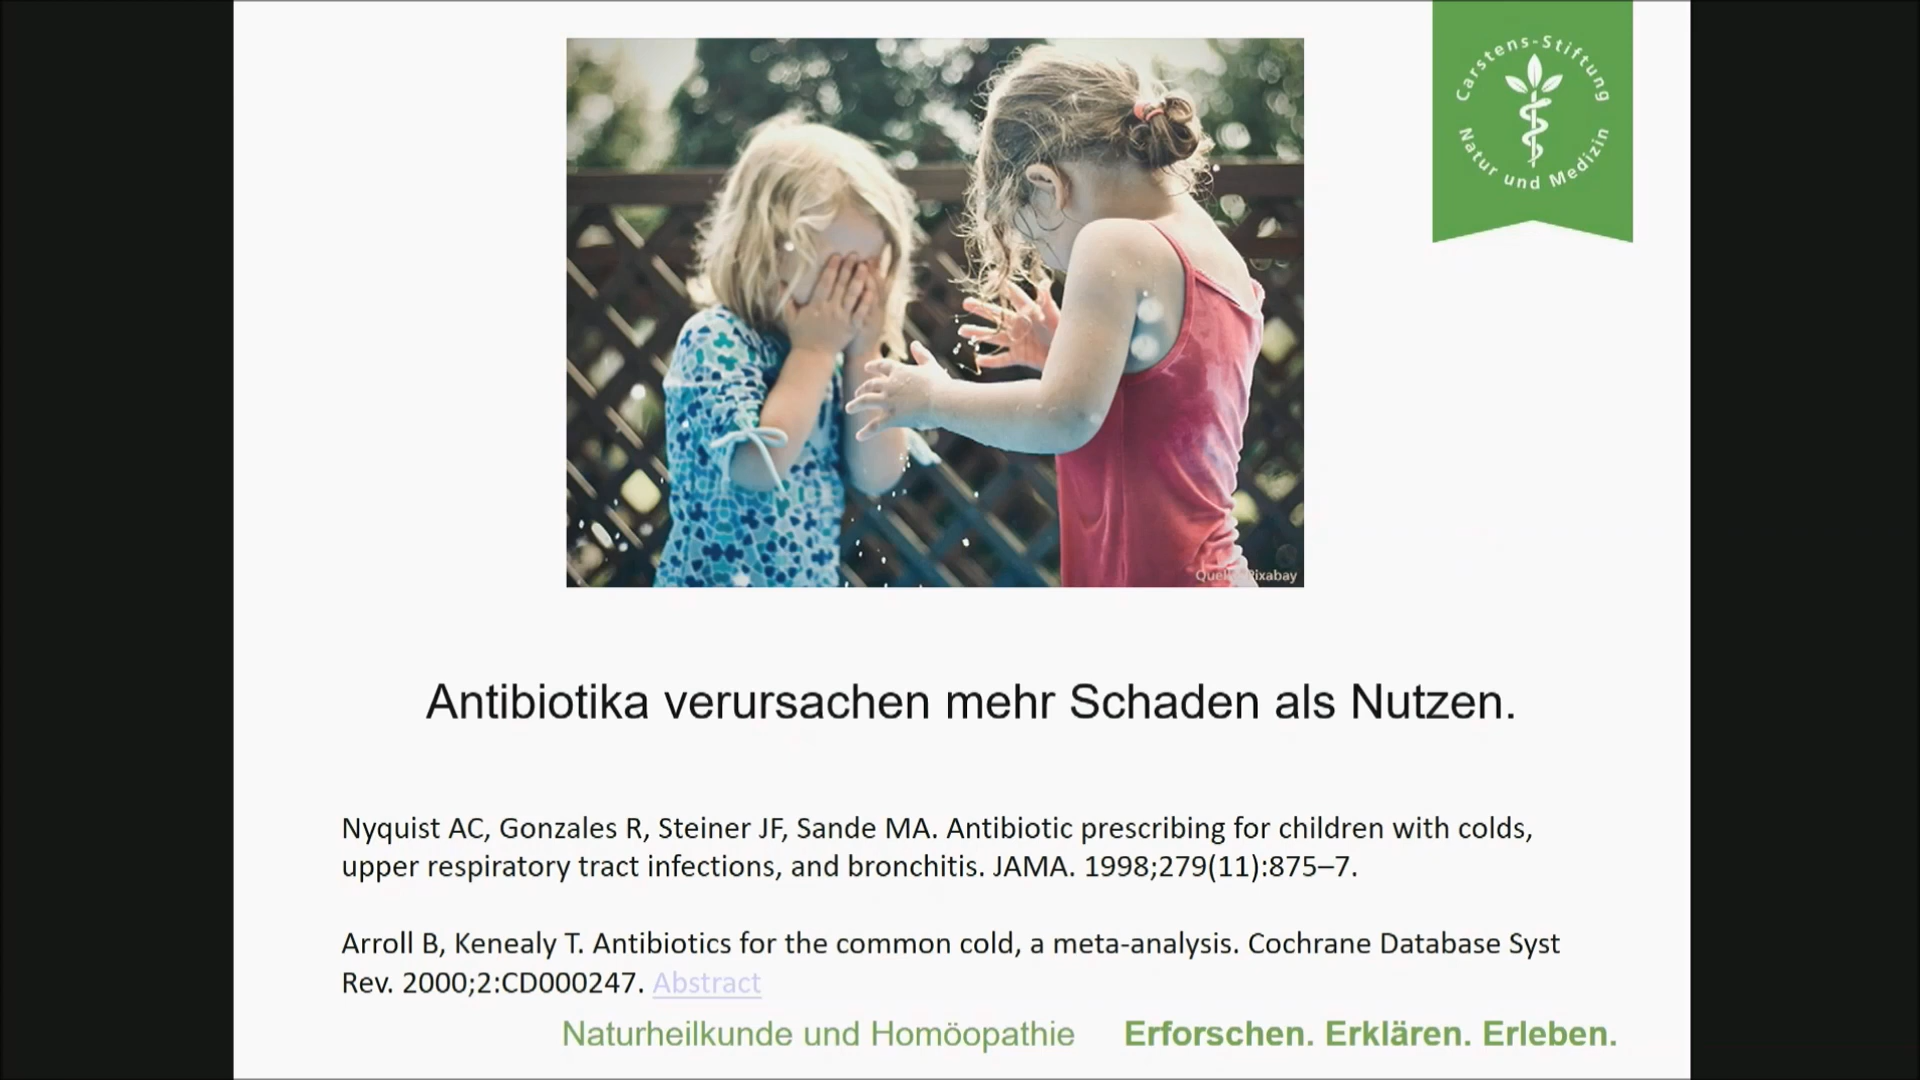 Carstens-Stiftung
Natur und Medizin
Quelle: Pixabay
Antibiotika verursachen mehr Schaden als Nutzen.
Nyquist AC, Gonzales R, Steiner JF, Sande MA. Antibiotic prescribing for children with colds,
upper respiratory tract infections, and bronchitis. JAMA. 1998;279(11):875–7.
Arroll B, Kenealy T. Antibiotics for the common cold, a meta-analysis. Cochrane Database Syst
Rev. 2000;2:CD000247. Abstract
Naturheilkunde und Homöopathie Erforschen. Erklären. Erleben.